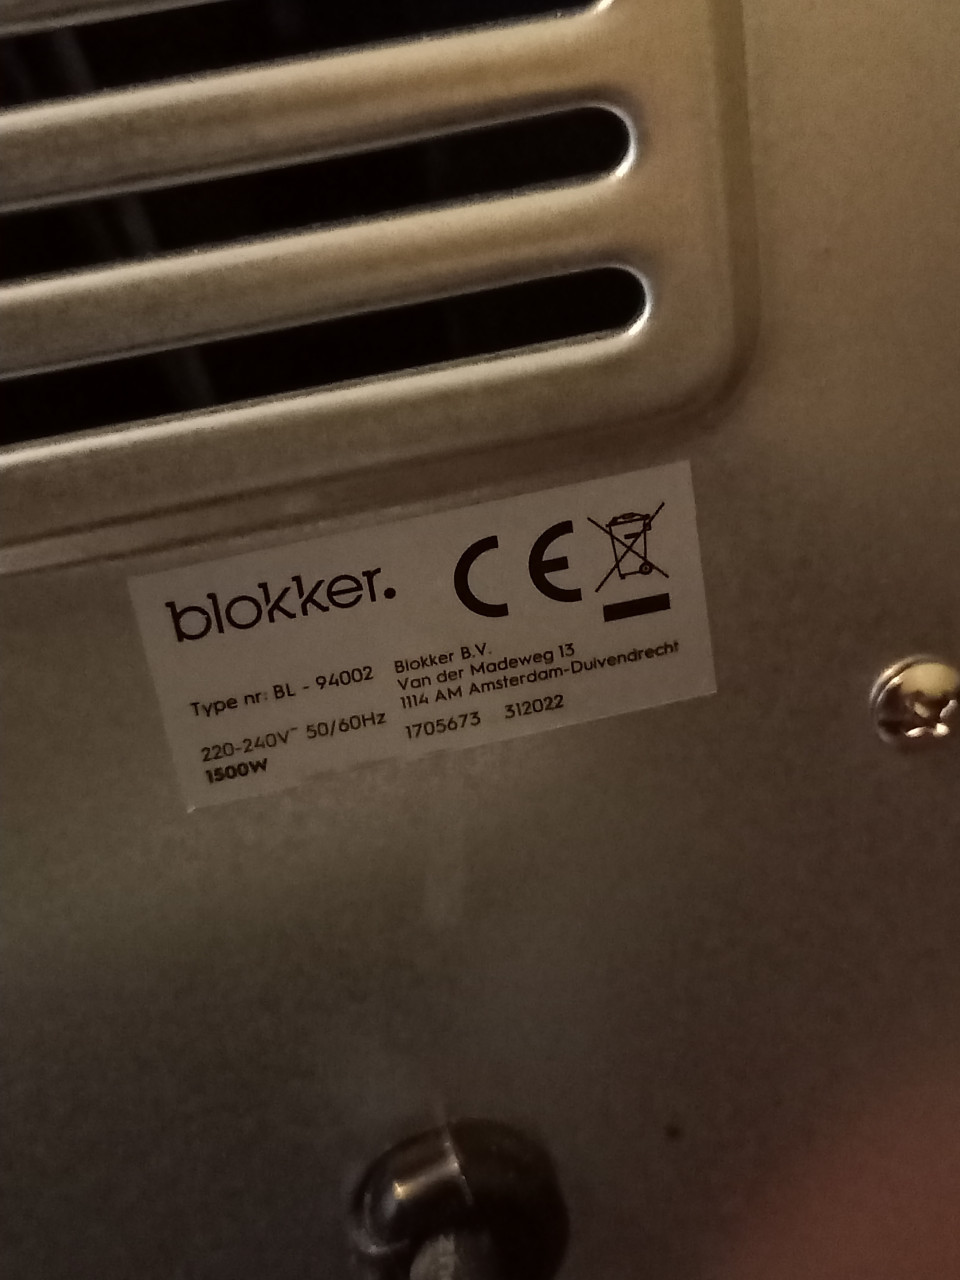 blokker.
CE
Type nr: BL - 94002
220-240V~ 50/60Hz
1500W
Blokker B.V.
Van der Madeweg 13
1114 AM Amsterdam-Duivendrecht
1705673 312022